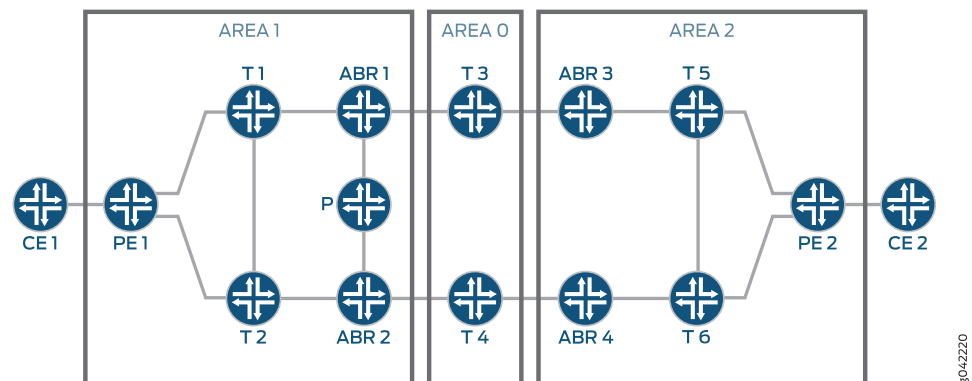 AREA 1
AREA 0
AREA 2
T 1
ABR 1
T 3
ABR 3
T 5
P
CE 1
PE 1
PE 2
CE 2
T 2
ABR 2
T 4
ABR 4
T 6